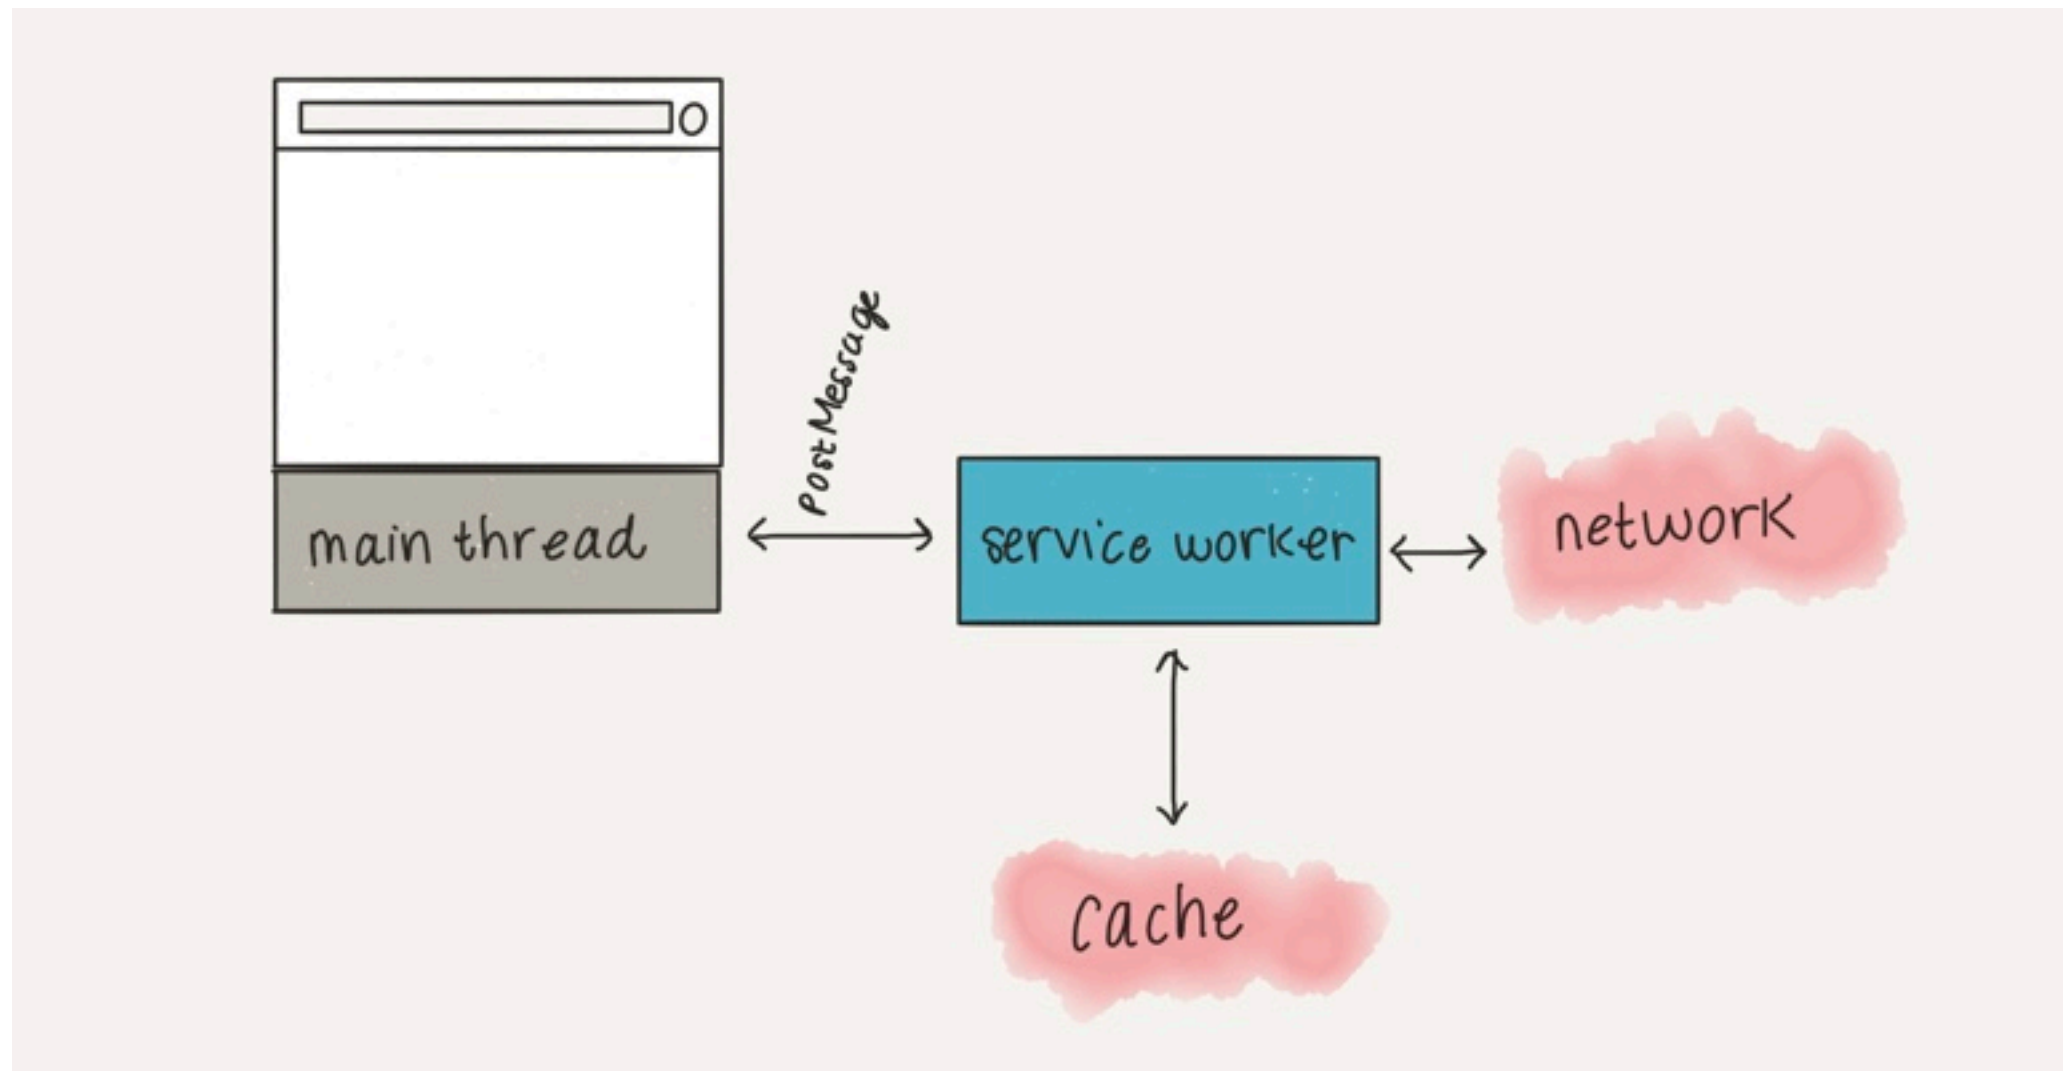 postMessage
main thread
service worker
network
cache